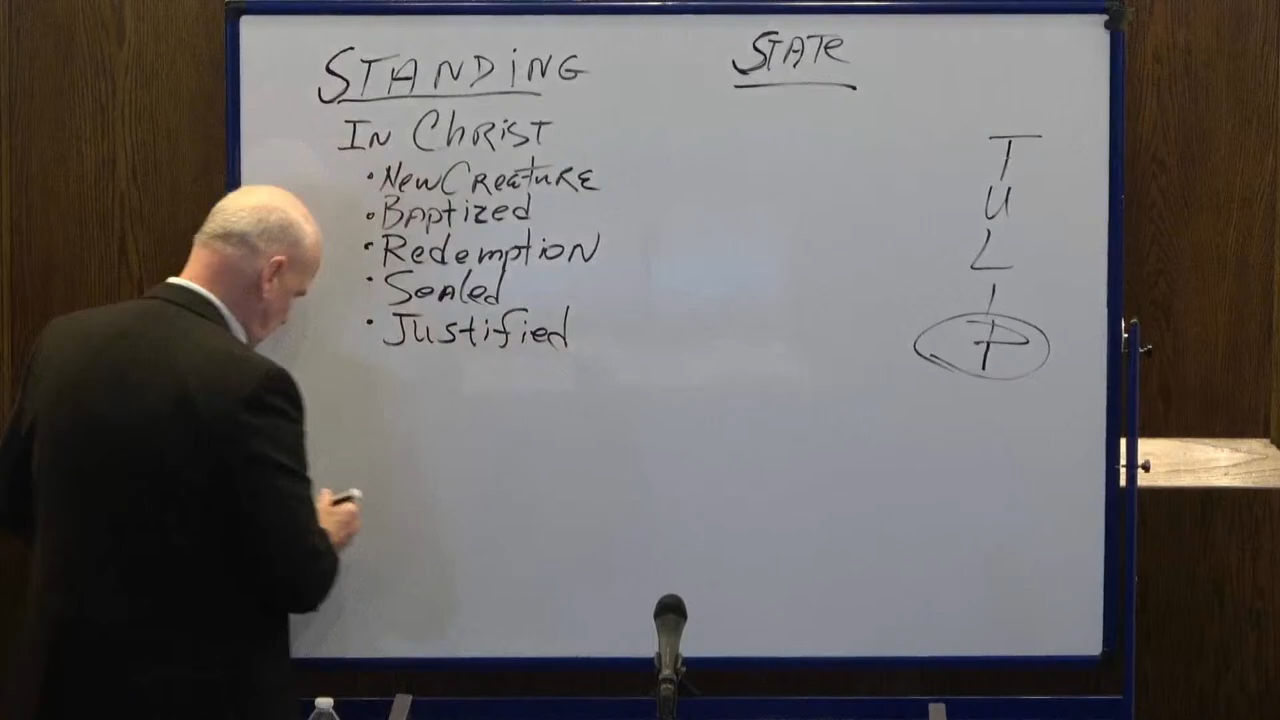 STANDING
In Christ
• New Creature
• Baptized
• Redemption
• Sealed
• Justified
STATE
T
U
L
I
P